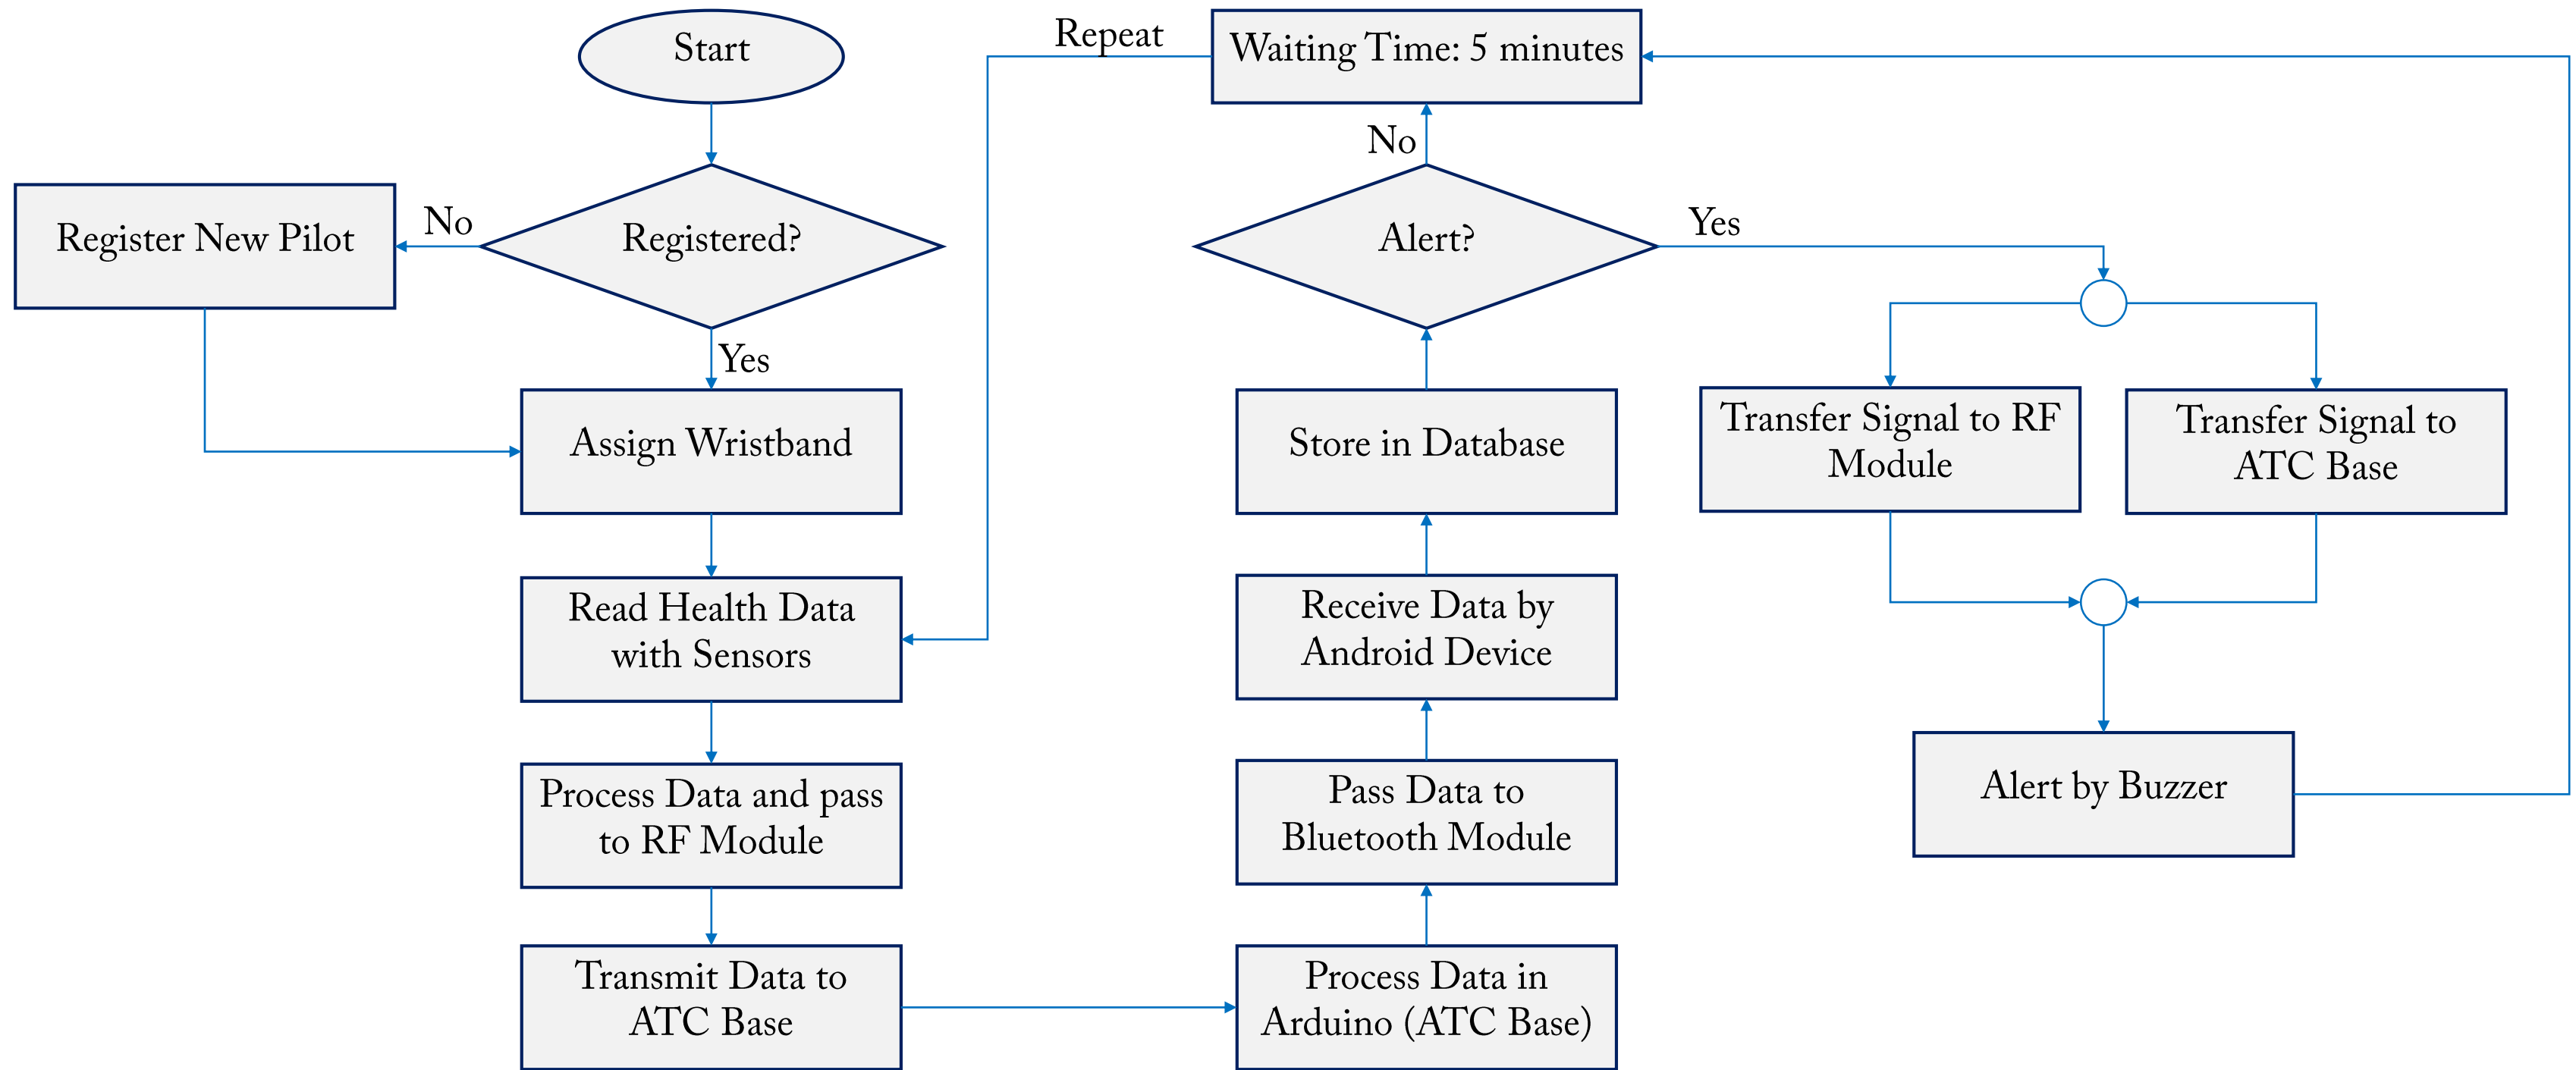 Start
Repeat
Waiting Time: 5 minutes
No
Register New Pilot
No
Registered?
Alert?
Yes
Yes
Assign Wristband
Store in Database
Transfer Signal to RF
Module
Transfer Signal to
ATC Base
Read Health Data
with Sensors
Receive Data by
Android Device
Process Data and pass
to RF Module
Pass Data to
Bluetooth Module
Alert by Buzzer
Transmit Data to
ATC Base
Process Data in
Arduino (ATC Base)